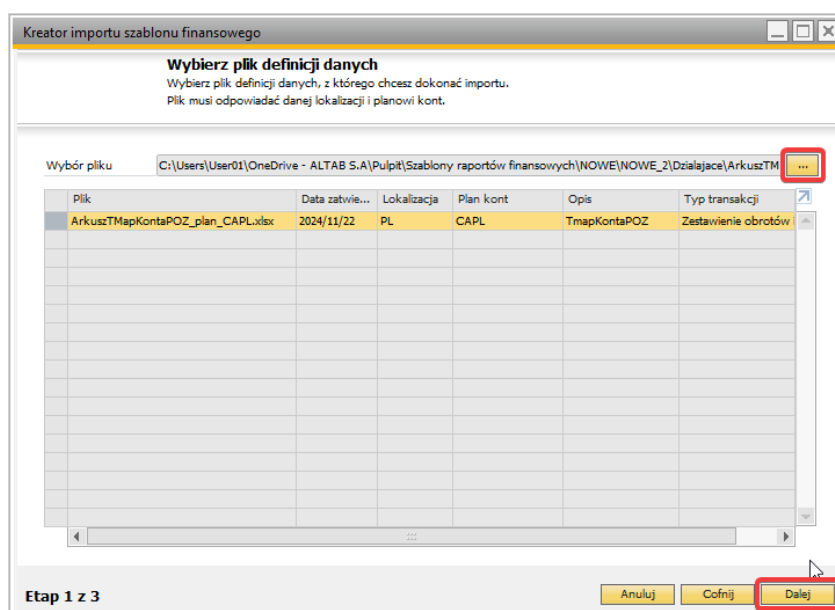 Kreator importu szablonu finansowego
Wybierz plik definicji danych
Wybierz plik definicji danych, z którego chcesz dokonać importu.
Plik musi odpowiadać danej lokalizacji i planowi kont.
Wybór pliku C:\Users\User01\OneDrive - ALTAB S.A\Pulpit\Szablony raportów finansowych\NOWE\NOWE_2\Dzialajace\ArkuszTM ...
Plik Data zatwie... Lokalizacja Plan kont Opis Typ transakcji
ArkuszTMapKontaPOZ_plan_CAPL.xlsx 2024/11/22 PL CAPL TmapKontaPOZ Zestawienie obrotów i
Etap 1 z 3 Anuluj Cofnij Dalej